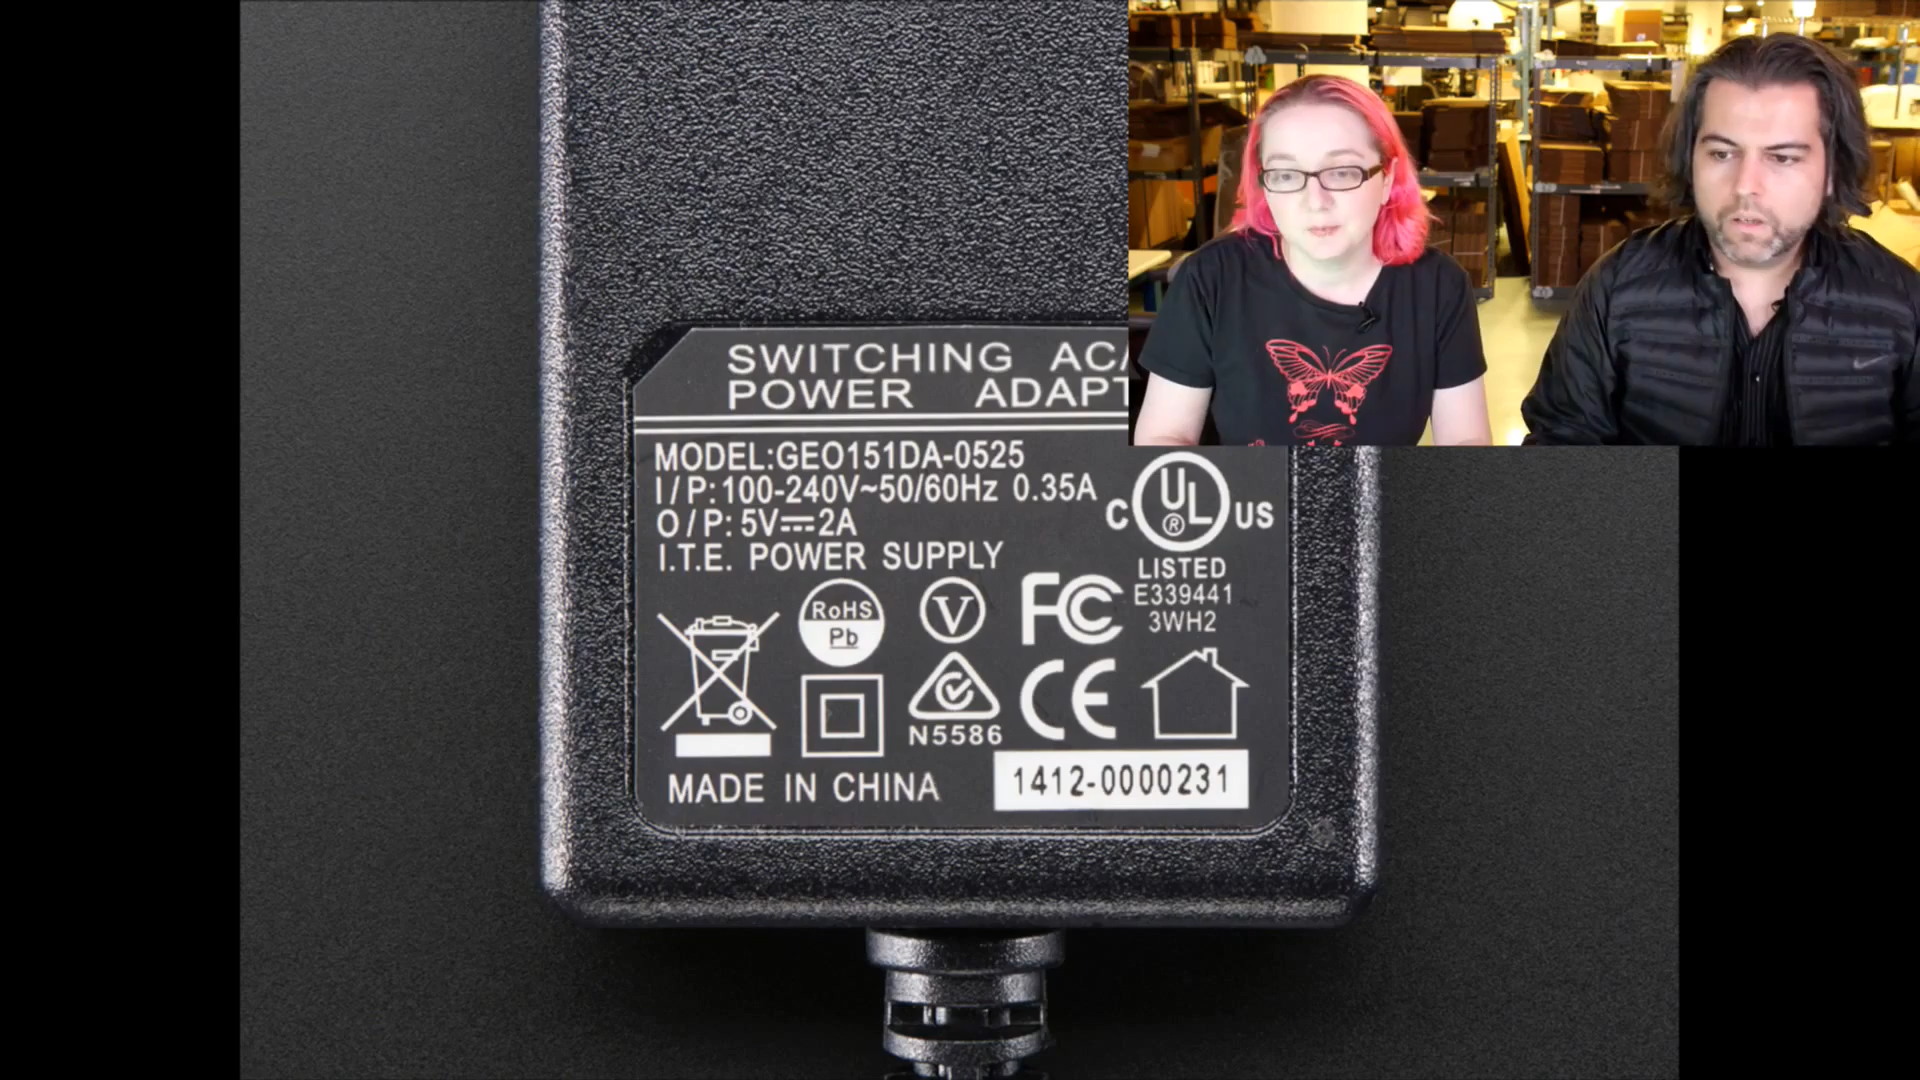 SWITCHING AC/
POWER ADAPT
MODEL:GEO151DA-0525
I/P:100-240V~50/60Hz 0.35A
O/P: 5V⎓2A
I.T.E. POWER SUPPLY
C UL® US
LISTED
E339441
3WH2
RoHS
Pb
V
FC
N5586
CE
MADE IN CHINA
1412-0000231